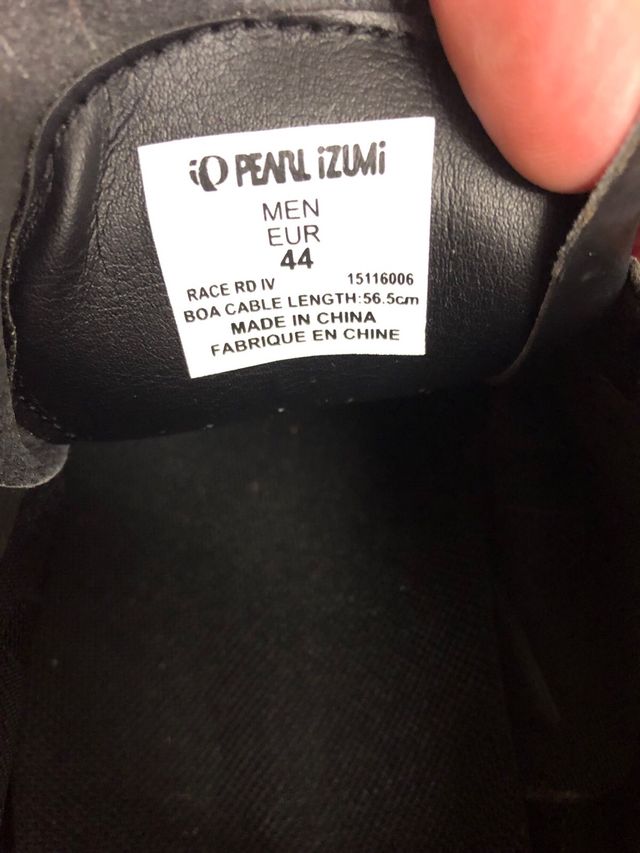 PEARL iZUMi
MEN
EUR
44
RACE RD IV 15116006
BOA CABLE LENGTH:56.5cm
MADE IN CHINA
FABRIQUE EN CHINE